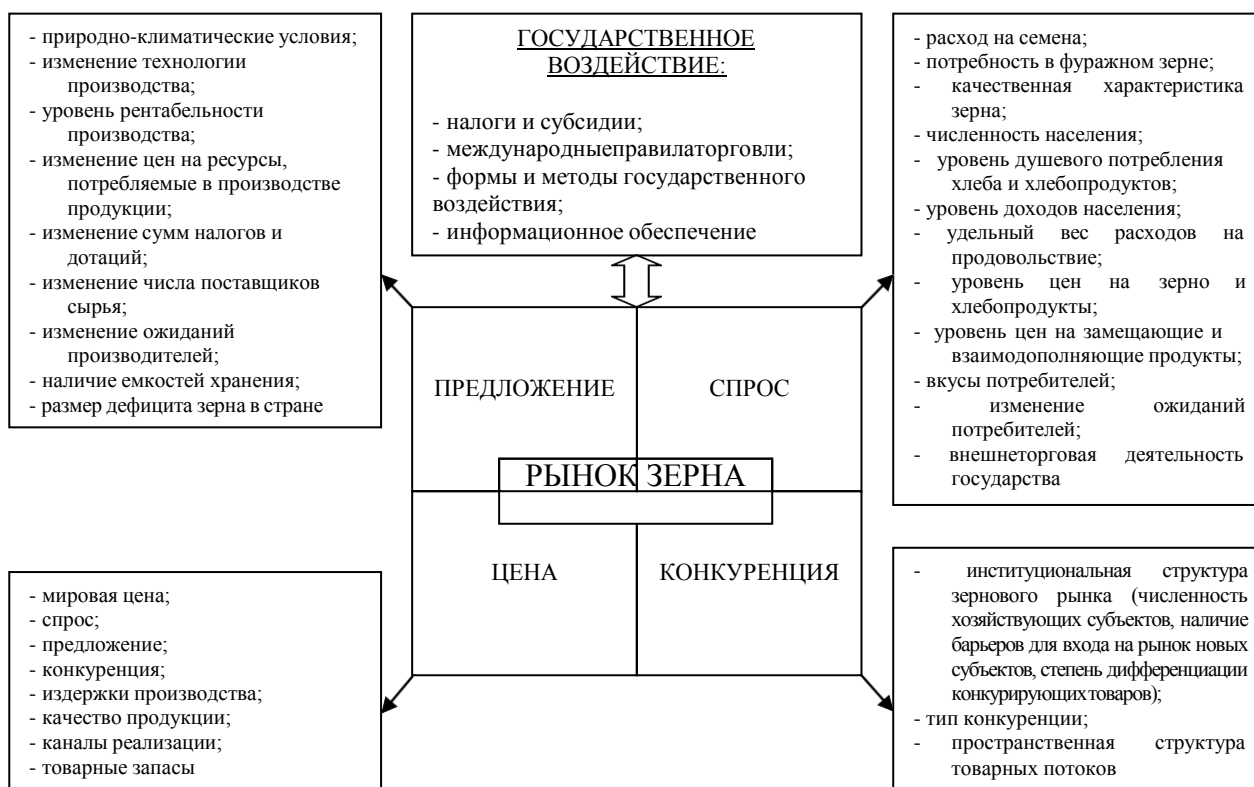 - природно-климатические условия;
- изменение технологии
производства;
- уровень рентабельности
производства;
- изменение цен на ресурсы,
потребляемые в производстве
продукции;
- изменение сумм налогов и
дотаций;
- изменение числа поставщиков
сырья;
- изменение ожиданий
производителей;
- наличие емкостей хранения;
- размер дефицита зерна в стране
ГОСУДАРСТВЕННОЕ
ВОЗДЕЙСТВИЕ:
- налоги и субсидии;
- международныеправилаторговли;
- формы и методы государственного
воздействия;
- информационное обеспечение
- расход на семена;
- потребность в фуражном зерне;
- качественная характеристика
зерна;
- численность населения;
- уровень душевого потребления
хлеба и хлебопродуктов;
- уровень доходов населения;
- удельный вес расходов на
продовольствие;
- уровень цен на зерно и
хлебопродукты;
- уровень цен на замещающие и
взаимодополняющие продукты;
- вкусы потребителей;
- изменение ожиданий
потребителей;
- внешнеторговая деятельность
государства
ПРЕДЛОЖЕНИЕ
СПРОС
РЫНОК ЗЕРНА
ЦЕНА
КОНКУРЕНЦИЯ
- мировая цена;
- спрос;
- предложение;
- конкуренция;
- издержки производства;
- качество продукции;
- каналы реализации;
- товарные запасы
- институциональная структура
зернового рынка (численность
хозяйствующих субъектов, наличие
барьеров для входа на рынок новых
субъектов, степень дифференциации
конкурирующихтоваров);
- тип конкуренции;
- пространственная структура
товарных потоков